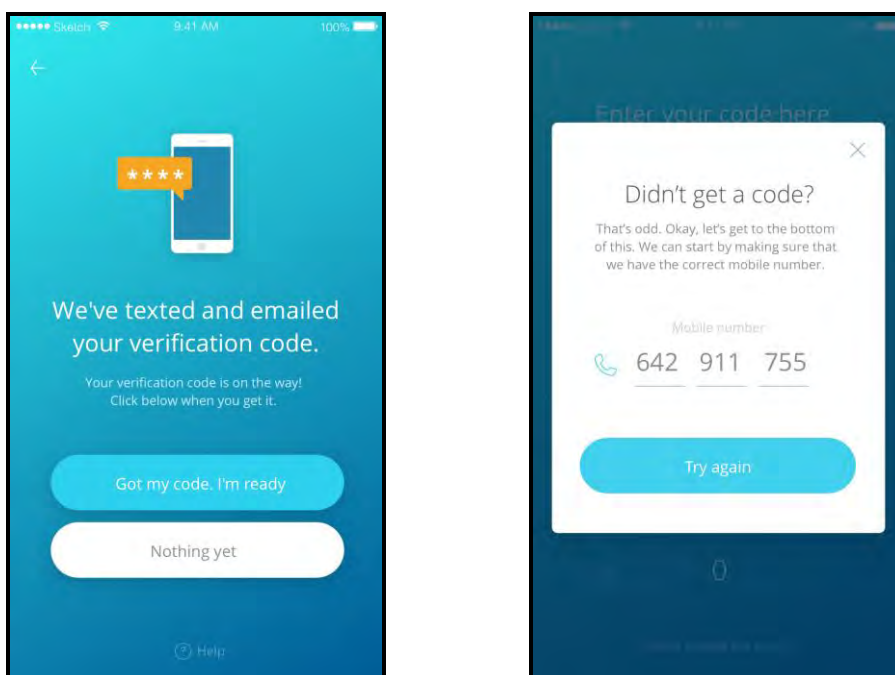 Sketch 9:41 AM 100%
****
We've texted and emailed
your verification code.
Your verification code is on the way!
Click below when you get it.
Got my code. I'm ready
Nothing yet
? Help
Enter your code here
Didn't get a code?
That's odd. Okay, let's get to the bottom
of this. We can start by making sure that
we have the correct mobile number.
Mobile number
642 911 755
Try again